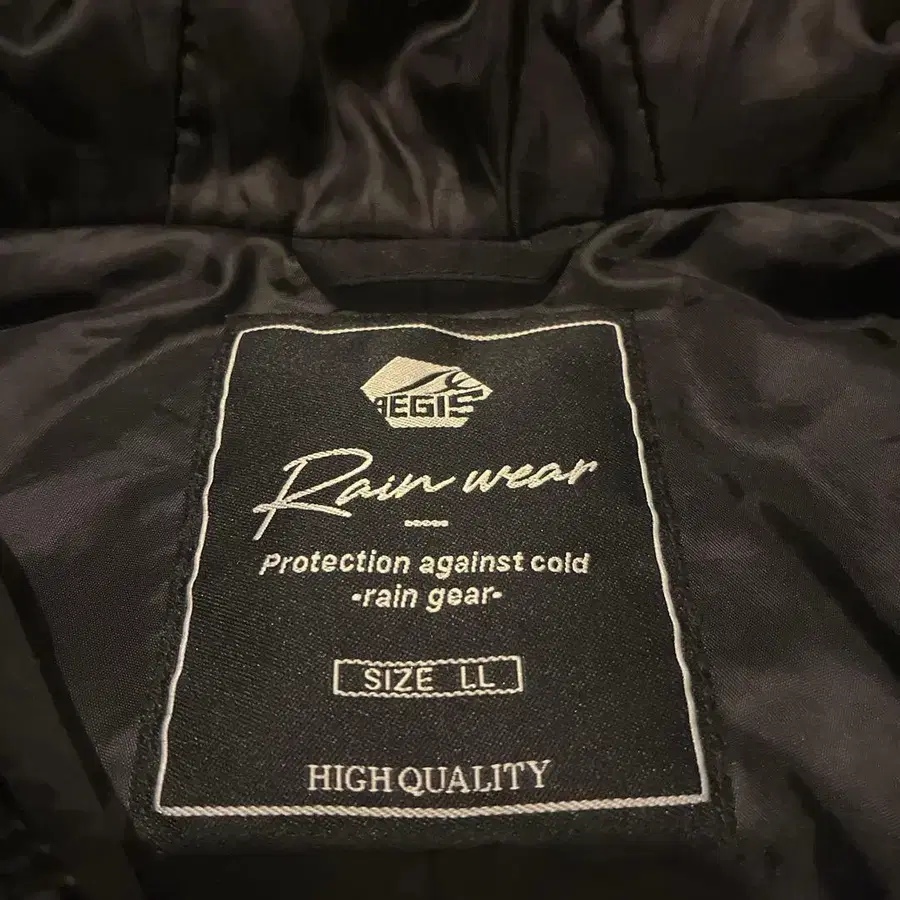 AEGIS
Rain wear
Protection against cold
-rain gear-
SIZE LL
HIGH QUALITY